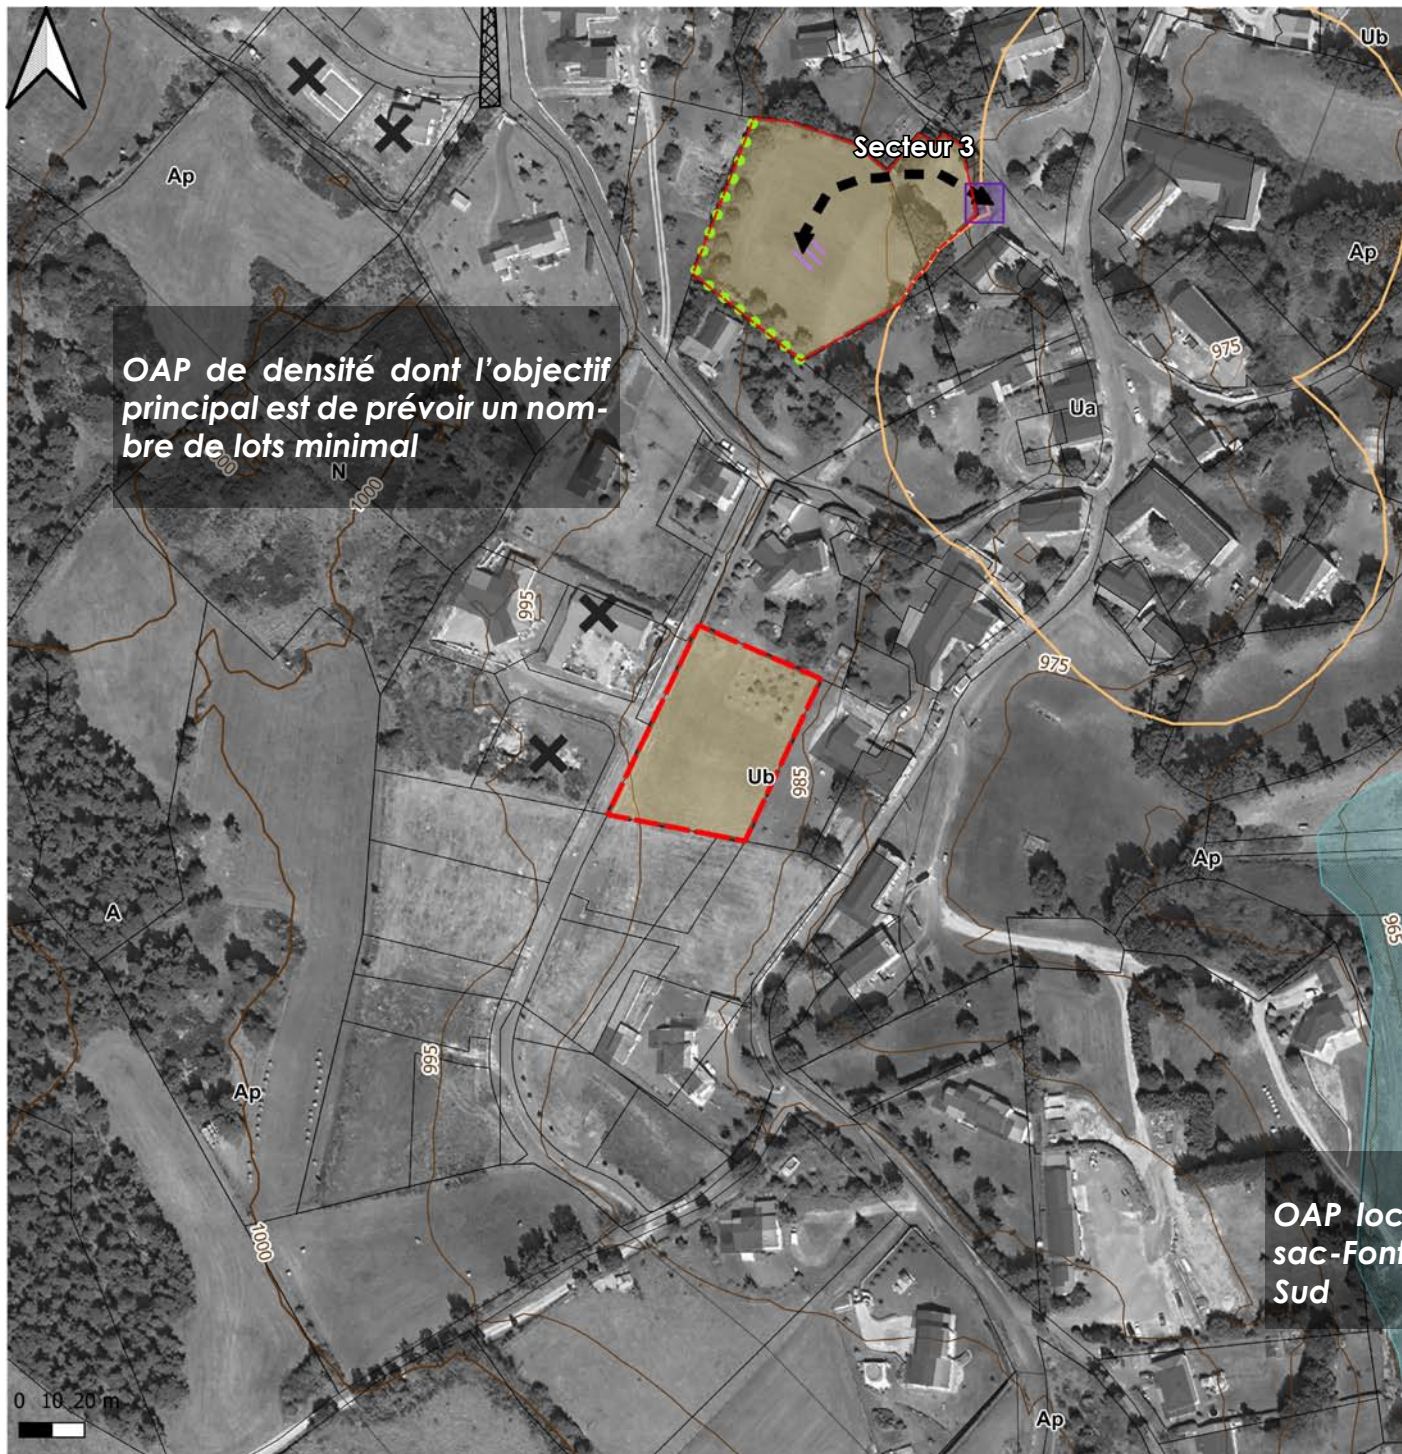 Ub
Secteur 3
Ap
Ap
975
OAP de densité dont l'objectif
principal est de prévoir un nom-
bre de lots minimal
Ua
N
1000
995
975
Ub
985
Ap
A
965
995
Ap
1000
OAP loc
sac-Font
Sud
0 10 20 m
Ap